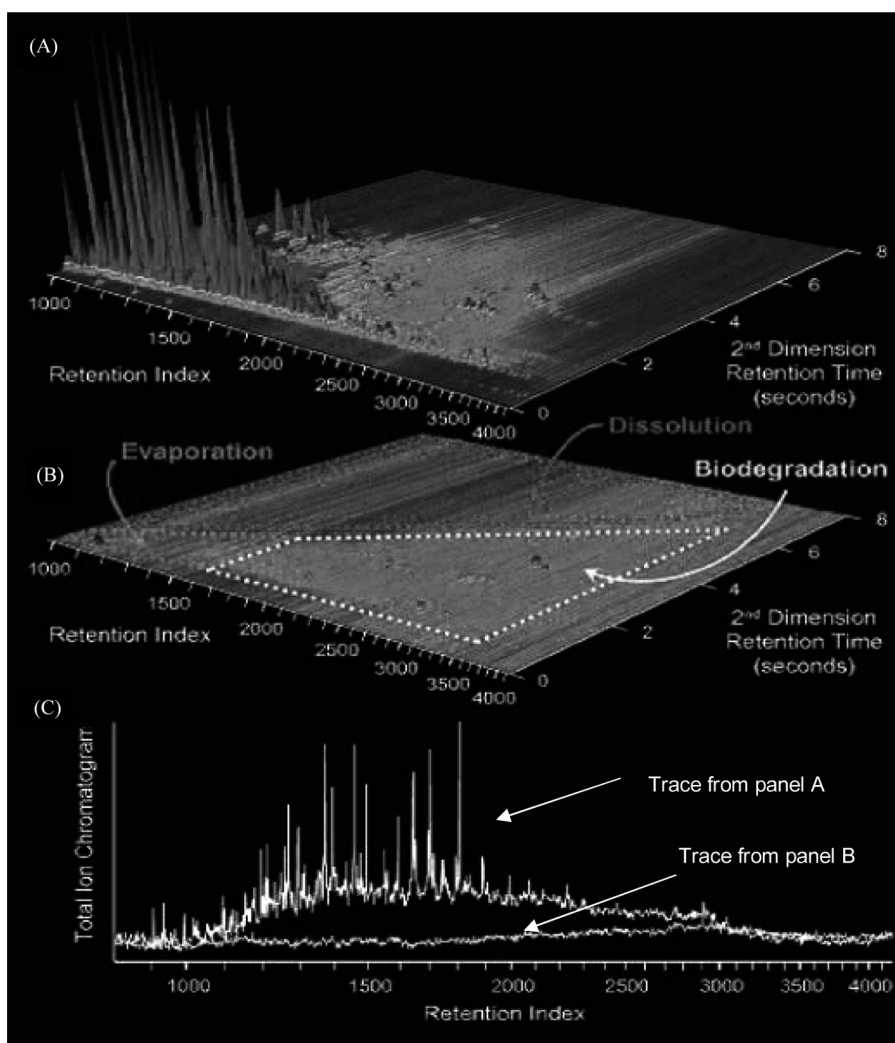 (A)
1000
1500
2000
2500
3000
3500
4000
Retention Index
0
2
4
6
8
2nd Dimension
Retention Time
(seconds)
(B)
Evaporation
Dissolution
Biodegradation
1000
1500
2000
2500
3000
3500
4000
Retention Index
0
2
4
6
8
2nd Dimension
Retention Time
(seconds)
(C)
Total Ion Chromatogram
Trace from panel A
Trace from panel B
1000
1500
2000
2500
3000
3500
4000
Retention Index